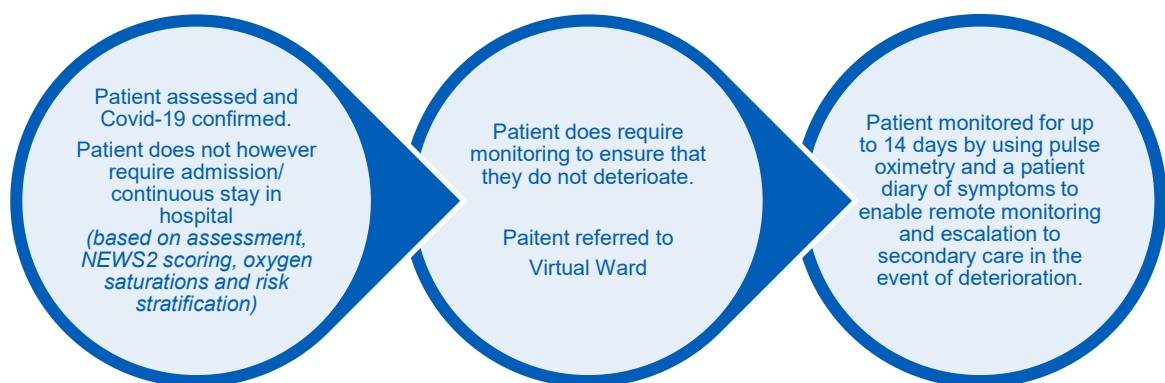 Patient assessed and
Covid-19 confirmed.
Patient does not however
require admission/
continuous stay in
hospital
(based on assessment,
NEWS2 scoring, oxygen
saturations and risk
stratification)
Patient does require
monitoring to ensure that
they do not deterioate.
Paitent referred to
Virtual Ward
Patient monitored for up
to 14 days by using pulse
oximetry and a patient
diary of symptoms to
enable remote monitoring
and escalation to
secondary care in the
event of deterioration.